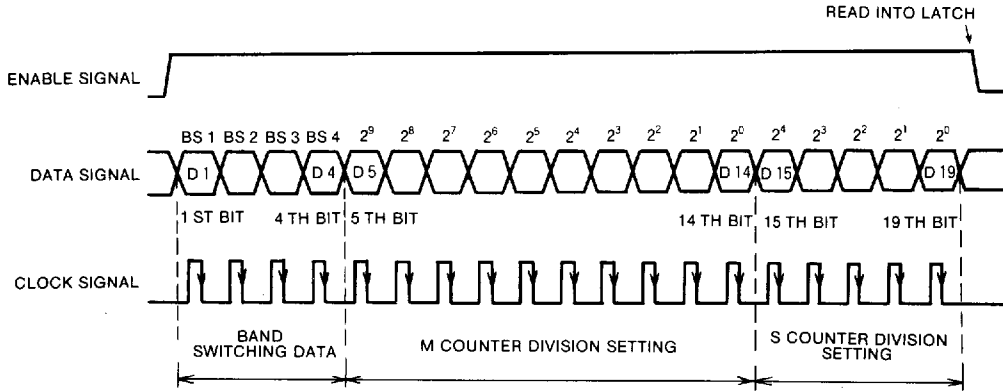 READ INTO LATCH
ENABLE SIGNAL
BS 1 BS 2 BS 3 BS 4 2⁹ 2⁸ 2⁷ 2⁶ 2⁵ 2⁴ 2³ 2² 2¹ 2⁰ 2⁴ 2³ 2² 2¹ 2⁰
DATA SIGNAL D 1 D 4 D 5 D 14 D 15 D 19
1 ST BIT 4 TH BIT 5 TH BIT 14 TH BIT 15 TH BIT 19 TH BIT
CLOCK SIGNAL
BAND
SWITCHING DATA
M COUNTER DIVISION SETTING
S COUNTER DIVISION
SETTING